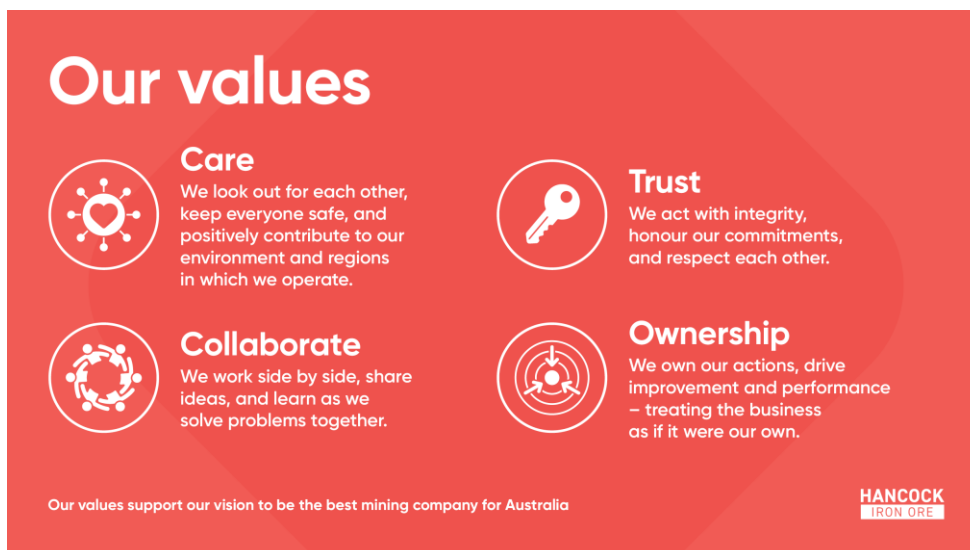 Our values
Care
We look out for each other,
keep everyone safe, and
positively contribute to our
environment and regions
in which we operate.
Trust
We act with integrity,
honour our commitments,
and respect each other.
Collaborate
We work side by side, share
ideas, and learn as we
solve problems together.
Ownership
We own our actions, drive
improvement and performance
– treating the business
as if it were our own.
Our values support our vision to be the best mining company for Australia
HANCOCK
IRON ORE